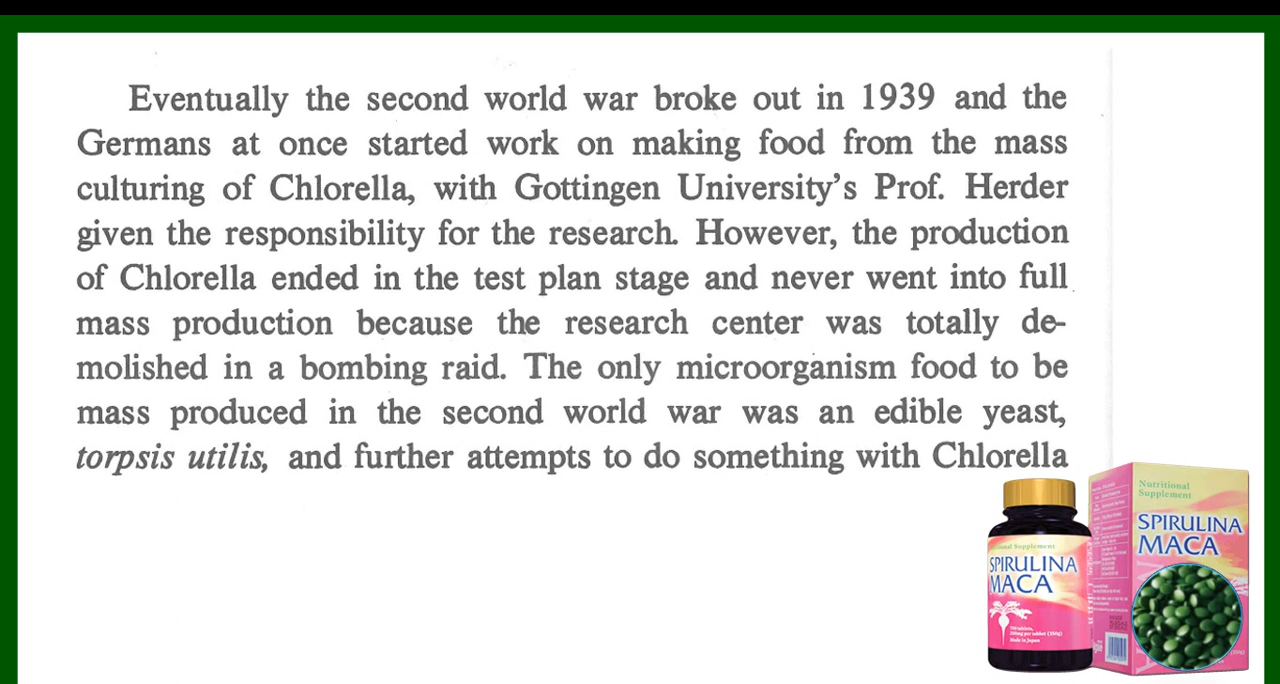 Eventually the second world war broke out in 1939 and the
Germans at once started work on making food from the mass
culturing of Chlorella, with Gottingen University's Prof. Herder
given the responsibility for the research. However, the production
of Chlorella ended in the test plan stage and never went into full
mass production because the research center was totally de-
molished in a bombing raid. The only microorganism food to be
mass produced in the second world war was an edible yeast,
torpsis utilis, and further attempts to do something with Chlorella
Nutritional
Supplement
SPIRULINA
MACA
Supplement
SPIRULINA
MACA
Made in Japan